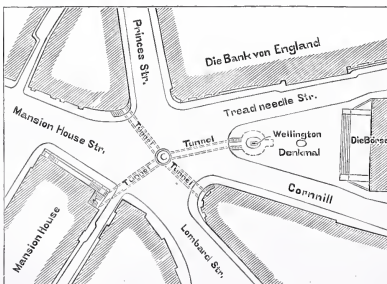 Princes Str.
Die Bank von England
Tread needle Str.
Mansion House Str.
Tunnel
Tunnel
Wellington
Denkmal
Die Börse
Tunnel
Tunnel
Cornhill
Mansion House
Lombard Str.